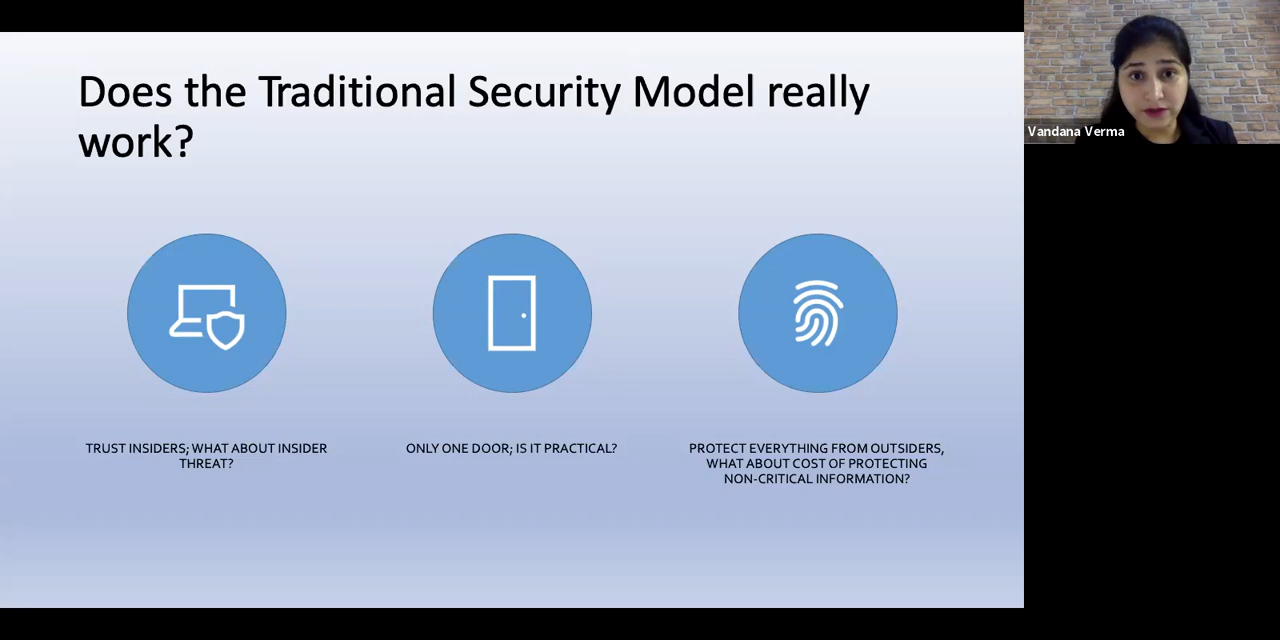 Does the Traditional Security Model really
work?
Vandana Verma
TRUST INSIDERS; WHAT ABOUT INSIDER
THREAT?
ONLY ONE DOOR; IS IT PRACTICAL?
PROTECT EVERYTHING FROM OUTSIDERS,
WHAT ABOUT COST OF PROTECTING
NON-CRITICAL INFORMATION?